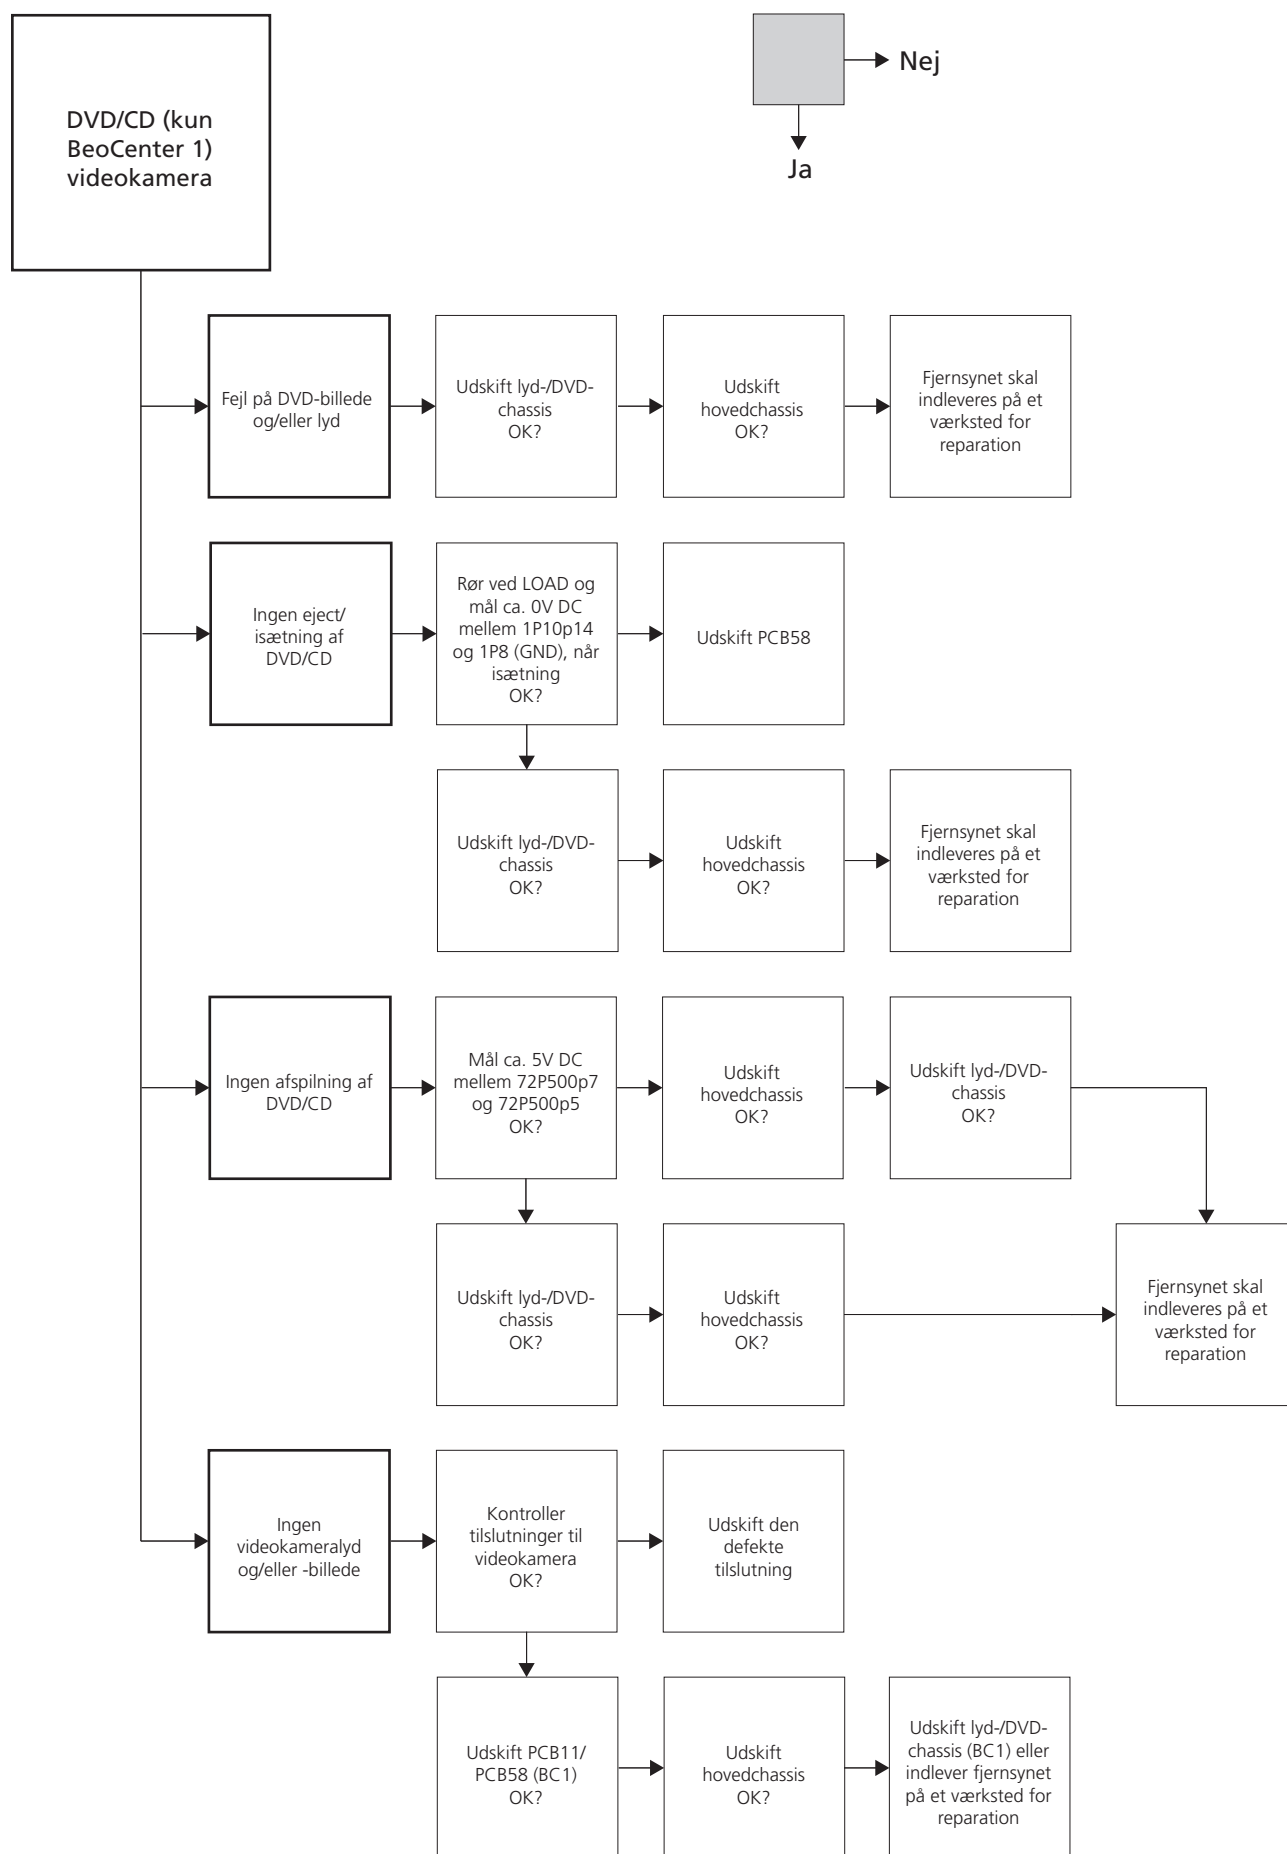 DVD/CD (kun
BeoCenter 1)
videokamera
Nej
Ja
Fejl på DVD-billede
og/eller lyd
Udskift lyd-/DVD-
chassis
OK?
Udskift
hovedchassis
OK?
Fjernsynet skal
indleveres på et
værksted for
reparation
Ingen eject/
isætning af
DVD/CD
Rør ved LOAD og
mål ca. 0V DC
mellem 1P10p14
og 1P8 (GND), når
isætning
OK?
Udskift PCB58
Udskift lyd-/DVD-
chassis
OK?
Udskift
hovedchassis
OK?
Fjernsynet skal
indleveres på et
værksted for
reparation
Ingen afspilning af
DVD/CD
Mål ca. 5V DC
mellem 72P500p7
og 72P500p5
OK?
Udskift
hovedchassis
OK?
Udskift lyd-/DVD-
chassis
OK?
Udskift lyd-/DVD-
chassis
OK?
Udskift
hovedchassis
OK?
Fjernsynet skal
indleveres på et
værksted for
reparation
Ingen
videokameralyd
og/eller -billede
Kontroller
tilslutninger til
videokamera
OK?
Udskift den
defekte
tilslutning
Udskift PCB11/
PCB58 (BC1)
OK?
Udskift
hovedchassis
OK?
Udskift lyd-/DVD-
chassis (BC1) eller
indlever fjernsynet
på et værksted for
reparation